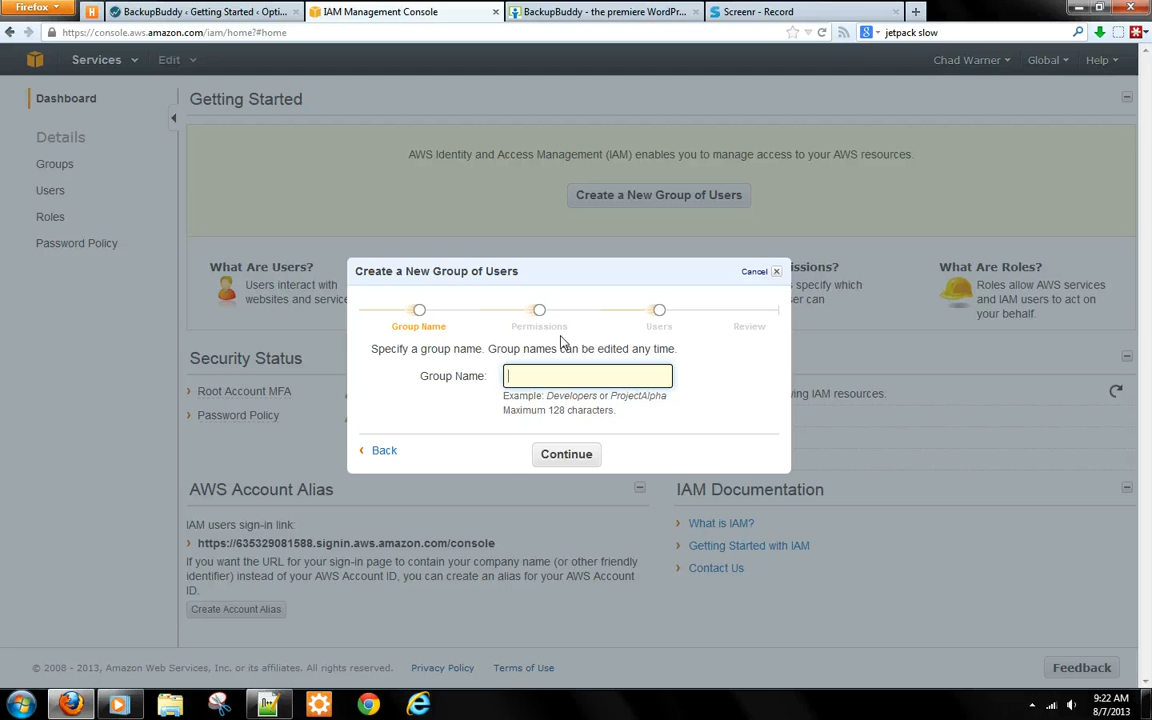 Firefox
BackupBuddy ‹ Getting Started ‹ Opti...
IAM Management Console
BackupBuddy - the premiere WordPr...
Screenr - Record
https://console.aws.amazon.com/iam/home?#home
jetpack slow
Services
Edit
Chad Warner
Global
Help
Dashboard
Getting Started
Details
Groups
Users
Roles
Password Policy
AWS Identity and Access Management (IAM) enables you to manage access to your AWS resources.
Create a New Group of Users
What Are Users?
Users interact with
websites and service
issions?
specify which
er can
What Are Roles?
Roles allow AWS services
and IAM users to act on
your behalf.
Create a New Group of Users
Cancel
Group Name
Permissions
Users
Review
Specify a group name. Group names can be edited any time.
Group Name:
Example: Developers or ProjectAlpha
Maximum 128 characters.
Back
Continue
Security Status
Root Account MFA
Password Policy
ving IAM resources.
AWS Account Alias
IAM users sign-in link:
https://635329081588.signin.aws.amazon.com/console
If you want the URL for your sign-in page to contain your company name (or other friendly
identifier) instead of your AWS Account ID, you can create an alias for your AWS Account
ID.
Create Account Alias
IAM Documentation
What is IAM?
Getting Started with IAM
Contact Us
© 2008 - 2013, Amazon Web Services, Inc. or its affiliates. All rights reserved.
Privacy Policy
Terms of Use
Feedback
9:22 AM
8/7/2013